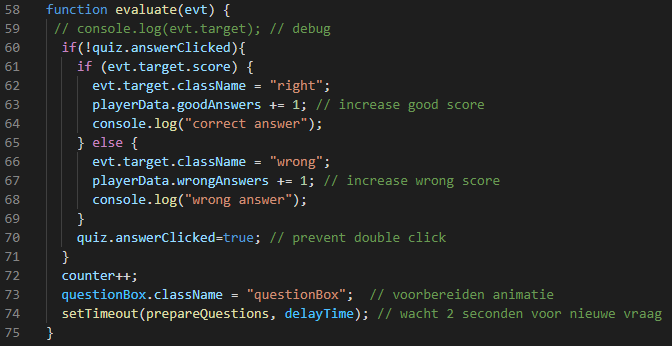 58 function evaluate(evt) {
59 // console.log(evt.target); // debug
60 if(!quiz.answerClicked){
61 if (evt.target.score) {
62 evt.target.className = "right";
63 playerData.goodAnswers += 1; // increase good score
64 console.log("correct answer");
65 } else {
66 evt.target.className = "wrong";
67 playerData.wrongAnswers += 1; // increase wrong score
68 console.log("wrong answer");
69 }
70 quiz.answerClicked=true; // prevent double click
71 }
72 counter++;
73 questionBox.className = "questionBox";  // voorbereiden animatie
74 setTimeout(prepareQuestions, delayTime); // wacht 2 seconden voor nieuwe vraag
75 }